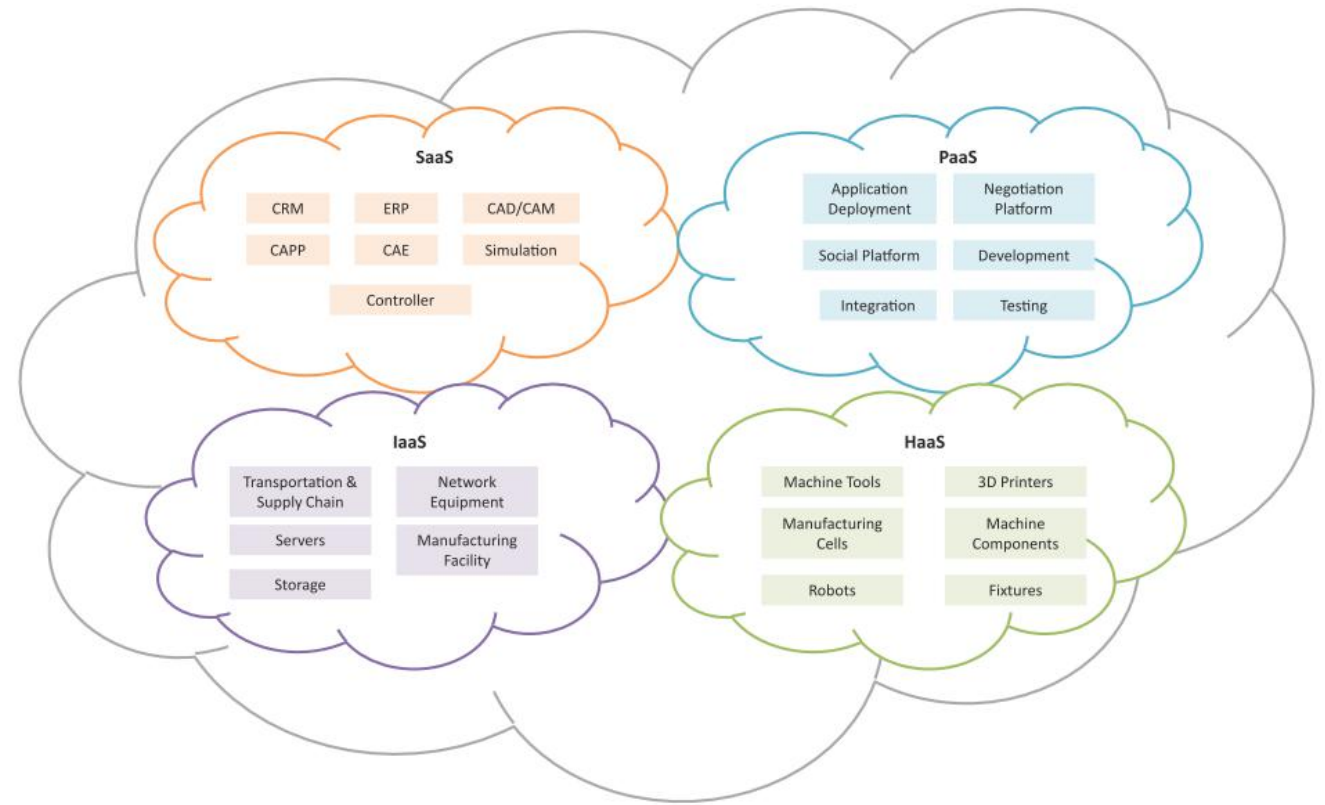 SaaS
CRM
ERP
CAD/CAM
CAPP
CAE
Simulation
Controller
PaaS
Application
Deployment
Negotiation
Platform
Social Platform
Development
Integration
Testing
IaaS
Transportation &
Supply Chain
Network
Equipment
Servers
Manufacturing
Facility
Storage
HaaS
Machine Tools
3D Printers
Manufacturing
Cells
Machine
Components
Robots
Fixtures